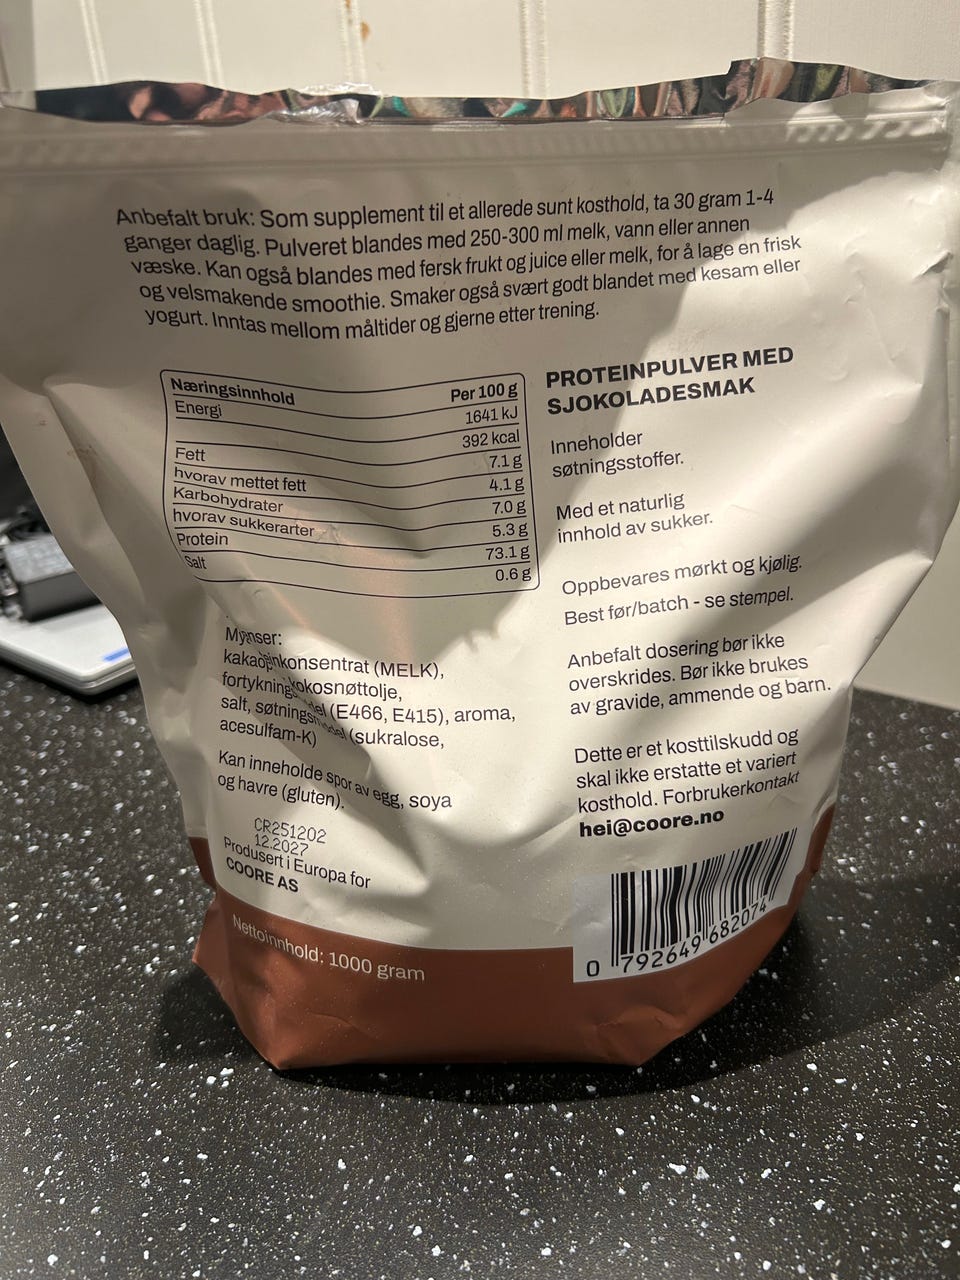 Anbefalt bruk: Som supplement til et allerede sunt kosthold, ta 30 gram 1-4
ganger daglig. Pulveret blandes med 250-300 ml melk, vann eller annen
væske. Kan også blandes med fersk frukt og juice eller melk, for å lage en frisk
og velsmakende smoothie. Smaker også svært godt blandet med kesam eller
yogurt. Inntas mellom måltider og gjerne etter trening.
Næringsinnhold Per 100 g
Energi 1641 kJ
392 kcal
Fett 7.1 g
hvorav mettet fett 4.1 g
Karbohydrater 7.0 g
hvorav sukkerarter 5.3 g
Protein 73.1 g
Salt 0.6 g
PROTEINPULVER MED
SJOKOLADESMAK
Inneholder
søtningsstoffer.
Med et naturlig
innhold av sukker.
Oppbevares mørkt og kjølig.
Best før/batch - se stempel.
Anbefalt dosering bør ikke
overskrides. Bør ikke brukes
av gravide, ammende og barn.
Dette er et kosttilskudd og
skal ikke erstatte et variert
kosthold. Forbrukerkontakt
hei@coore.no
(MELK),
kokosnøttolje,
(E466, E415), aroma,
salt, (sukralose,
acesulfam-K)
Kan inneholde spor av egg, soya
og havre (gluten).
CR251202
12.2027
Produsert i Europa for
COORE AS
Nettoinnhold: 1000 gram
0 792649 682074